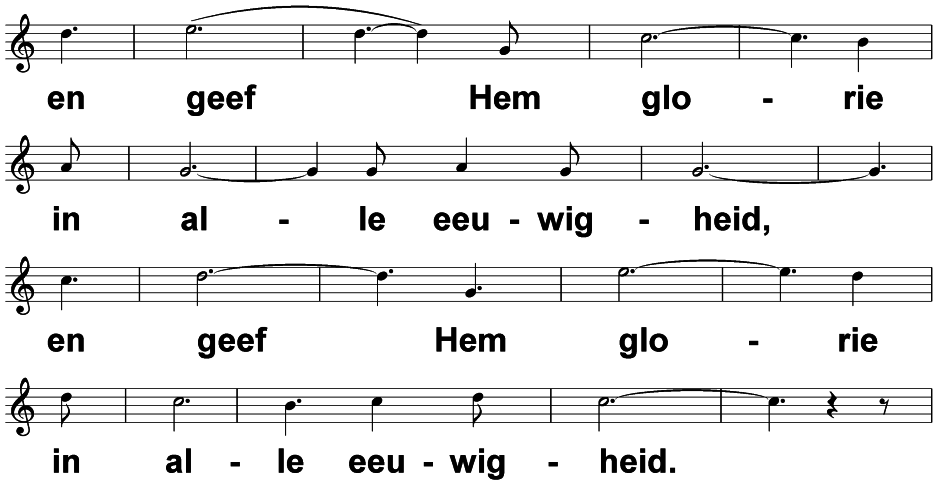 en geef Hem glo - rie
in al - le eeu - wig - heid,
en geef Hem glo - rie
in al - le eeu - wig - heid.